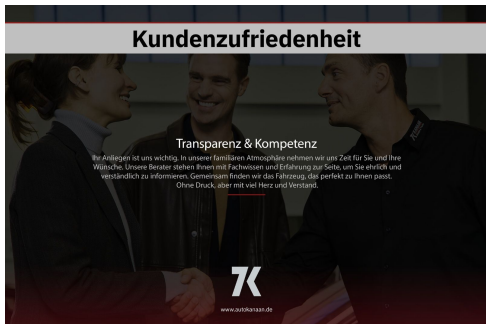 Kundenzufriedenheit
Transparenz & Kompetenz
Ihr Anliegen ist uns wichtig. In unserer familiären Atmosphäre nehmen wir uns Zeit für Sie und Ihre
Wünsche. Unsere Berater stehen Ihnen mit Fachwissen und Erfahrung zur Seite, um Sie ehrlich und
verständlich zu informieren. Gemeinsam finden wir das Fahrzeug, das perfekt zu Ihnen passt.
Ohne Druck, aber mit viel Herz und Verstand.
7K
www.autokanaan.de